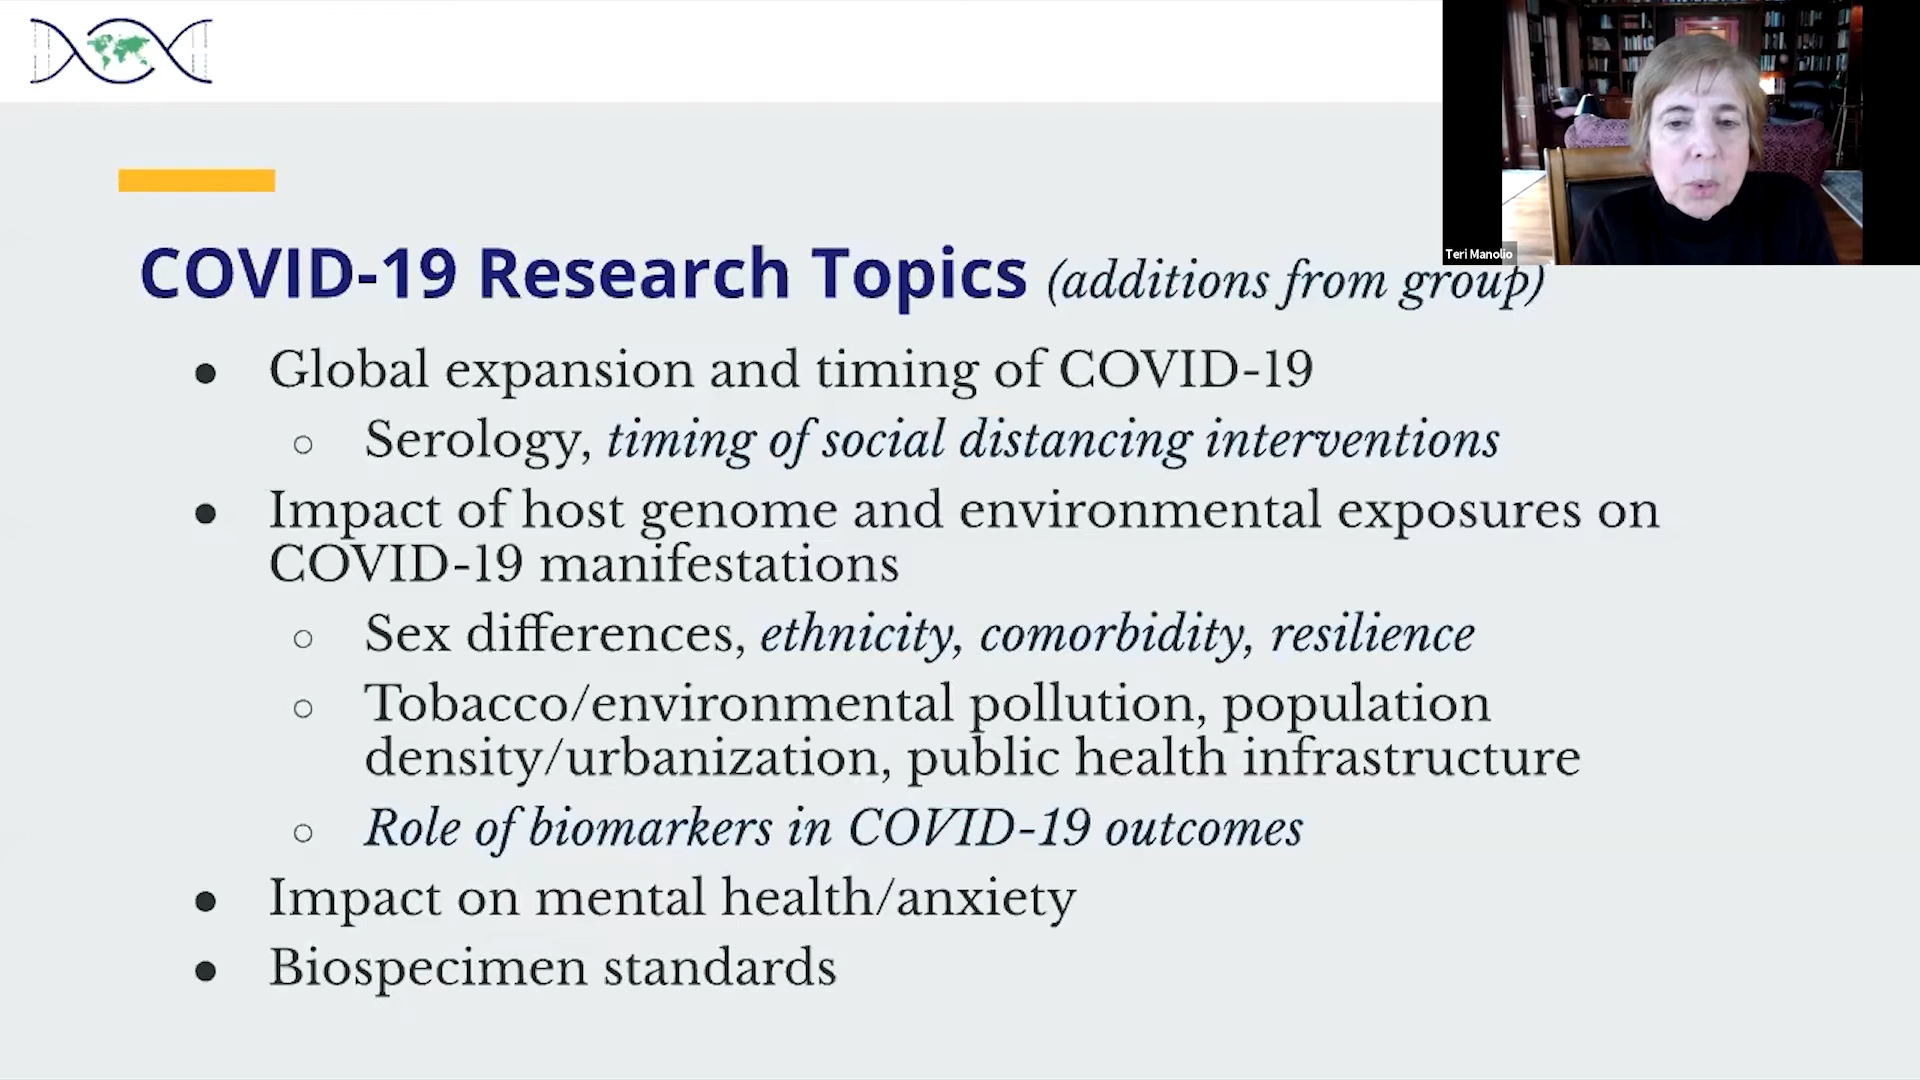 Teri Manolio
COVID-19 Research Topics (additions from group)
● Global expansion and timing of COVID-19
○ Serology, timing of social distancing interventions
● Impact of host genome and environmental exposures on
COVID-19 manifestations
○ Sex differences, ethnicity, comorbidity, resilience
○ Tobacco/environmental pollution, population
density/urbanization, public health infrastructure
○ Role of biomarkers in COVID-19 outcomes
● Impact on mental health/anxiety
● Biospecimen standards